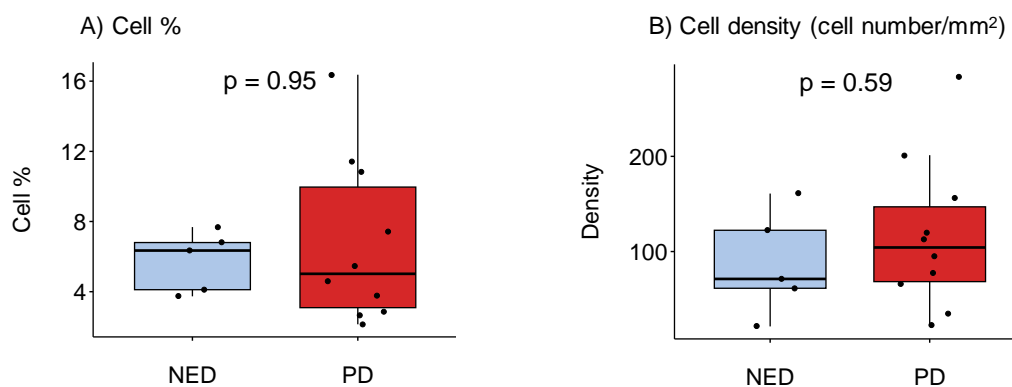 A) Cell %
p = 0.95
16
12
8
4
Cell %
NED
PD
B) Cell density (cell number/mm²)
p = 0.59
200
100
Density
NED
PD